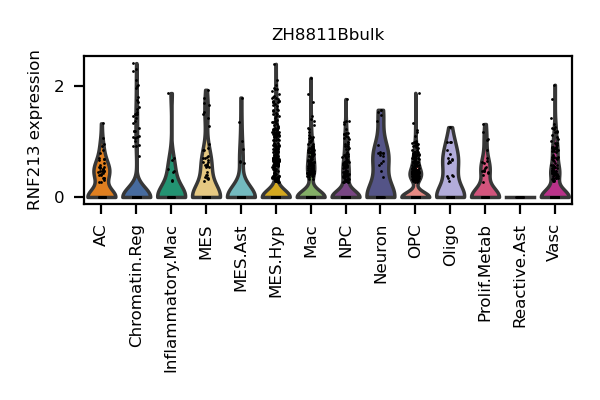 ZH8811Bbulk
RNF213 expression
2
0
AC
Chromatin.Reg
Inflammatory.Mac
MES
MES.Ast
MES.Hyp
Mac
NPC
Neuron
OPC
Oligo
Prolif.Metab
Reactive.Ast
Vasc